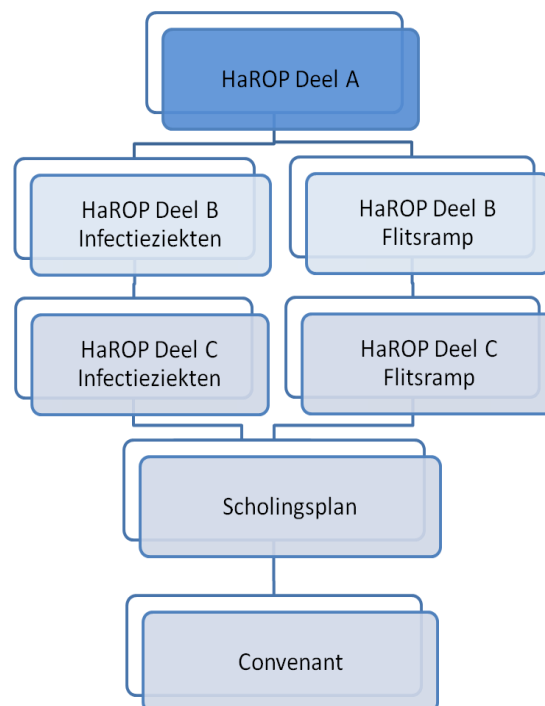 HaROP Deel A
HaROP Deel B
Infectieziekten
HaROP Deel B
Flitsramp
HaROP Deel C
Infectieziekten
HaROP Deel C
Flitsramp
Scholingsplan
Convenant